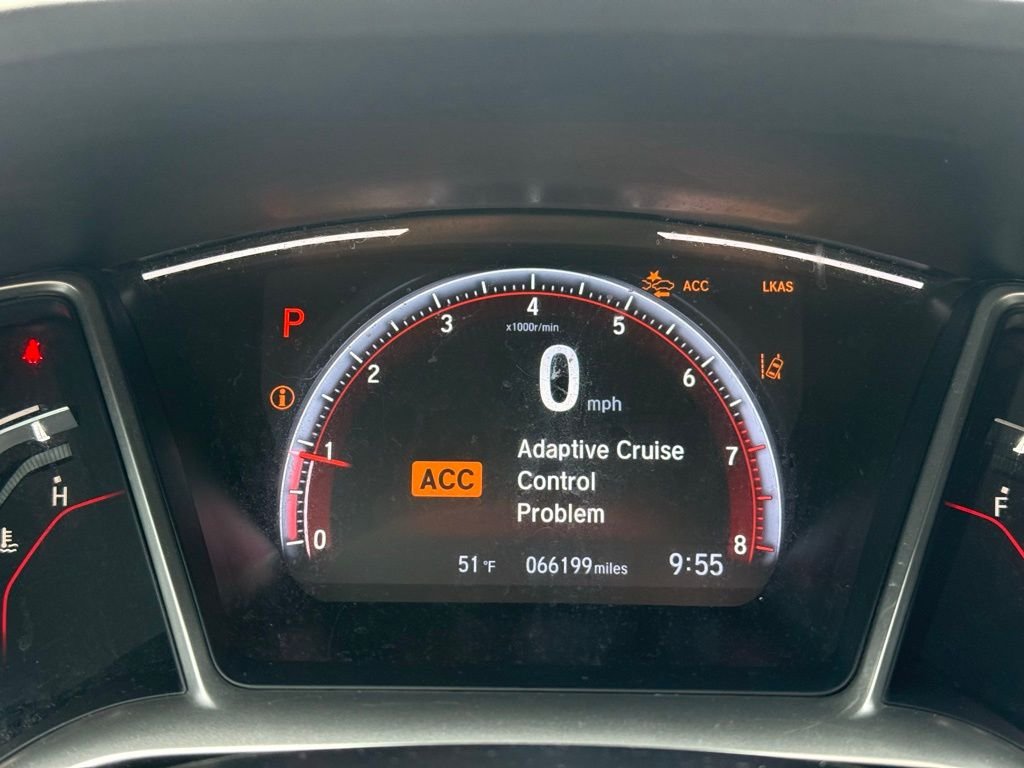 ACC
LKAS
P
4
3
5
x1000r/min
2
6
0 mph
i
1
7
Adaptive Cruise
ACC
Control
Problem
H
F
0
8
51°F
066199 miles
9:55